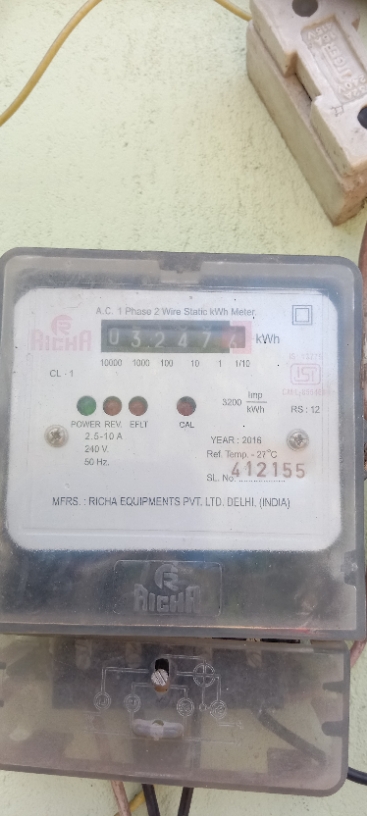 A.C. 1 Phase 2 Wire Static kWh Meter
RICHA
0 3 2 4 7 kWh
10000 1000 100 10 1 1/10
CL - 1
3200 Imp/kWh
RS : 12
POWER REV. EFLT CAL
2.5-10 A
240 V.
50 Hz.
YEAR : 2016
Ref. Temp. - 27°C
SL. No. 412155
MFRS. : RICHA EQUIPMENTS PVT. LTD. DELHI, (INDIA)
RICHA